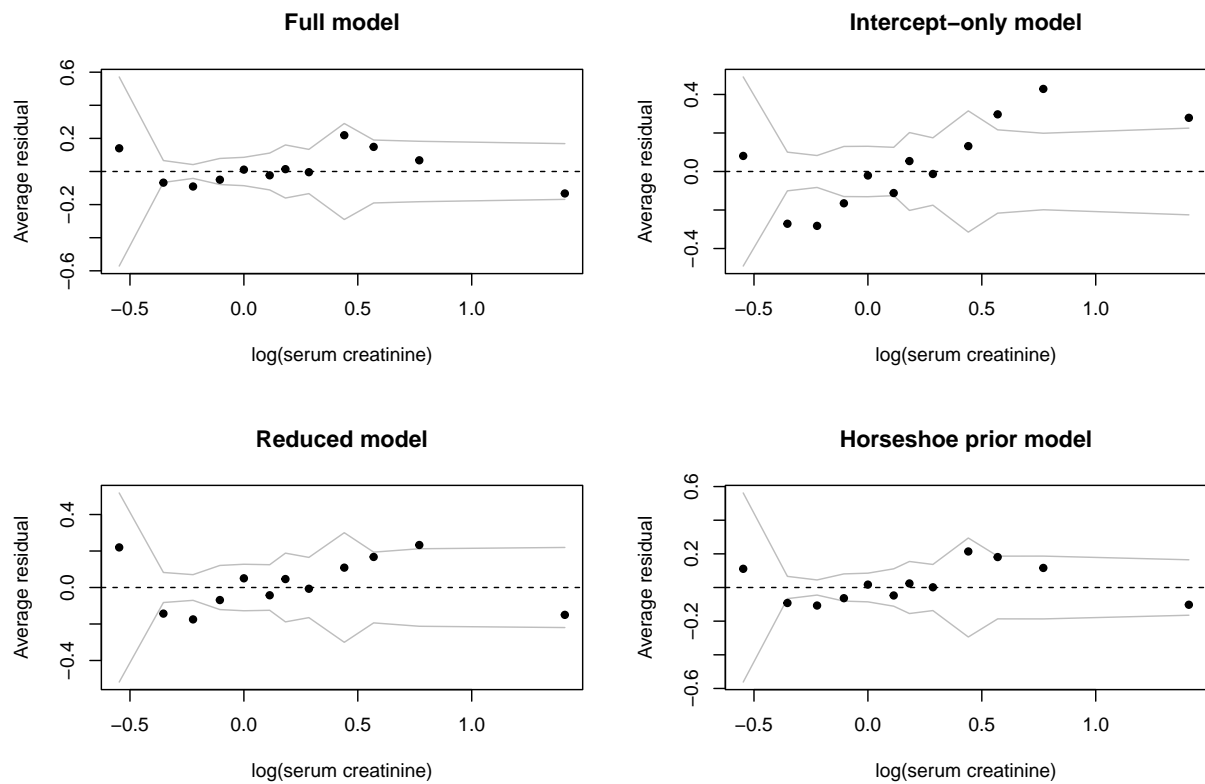 Full model
Average residual
0.6
0.2
−0.2
−0.6
−0.5
0.0
0.5
1.0
log(serum creatinine)
Intercept−only model
Average residual
0.4
0.0
−0.4
−0.5
0.0
0.5
1.0
log(serum creatinine)
Reduced model
Average residual
0.4
0.0
−0.4
−0.5
0.0
0.5
1.0
log(serum creatinine)
Horseshoe prior model
Average residual
0.6
0.2
−0.2
−0.6
−0.5
0.0
0.5
1.0
log(serum creatinine)